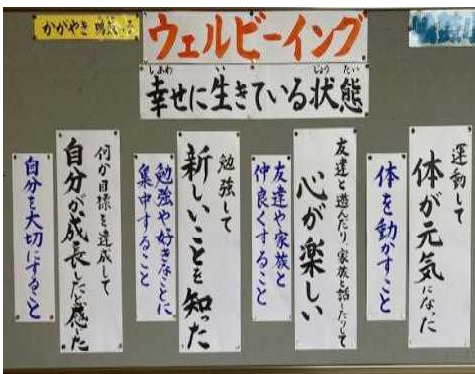 かがやき
ウェルビーイング
しあわ い じょう たい
幸せに生きている状態
運動して
体が元気になった
体を動かすこと
友達と遊んだり、家族と話したりして
心が楽しい
友達や家族と
仲良くすること
勉強して
新しいことを知った
勉強や好きなことに
集中すること
何か目標を達成して
自分が成長したと感じた
自分を大切にすること